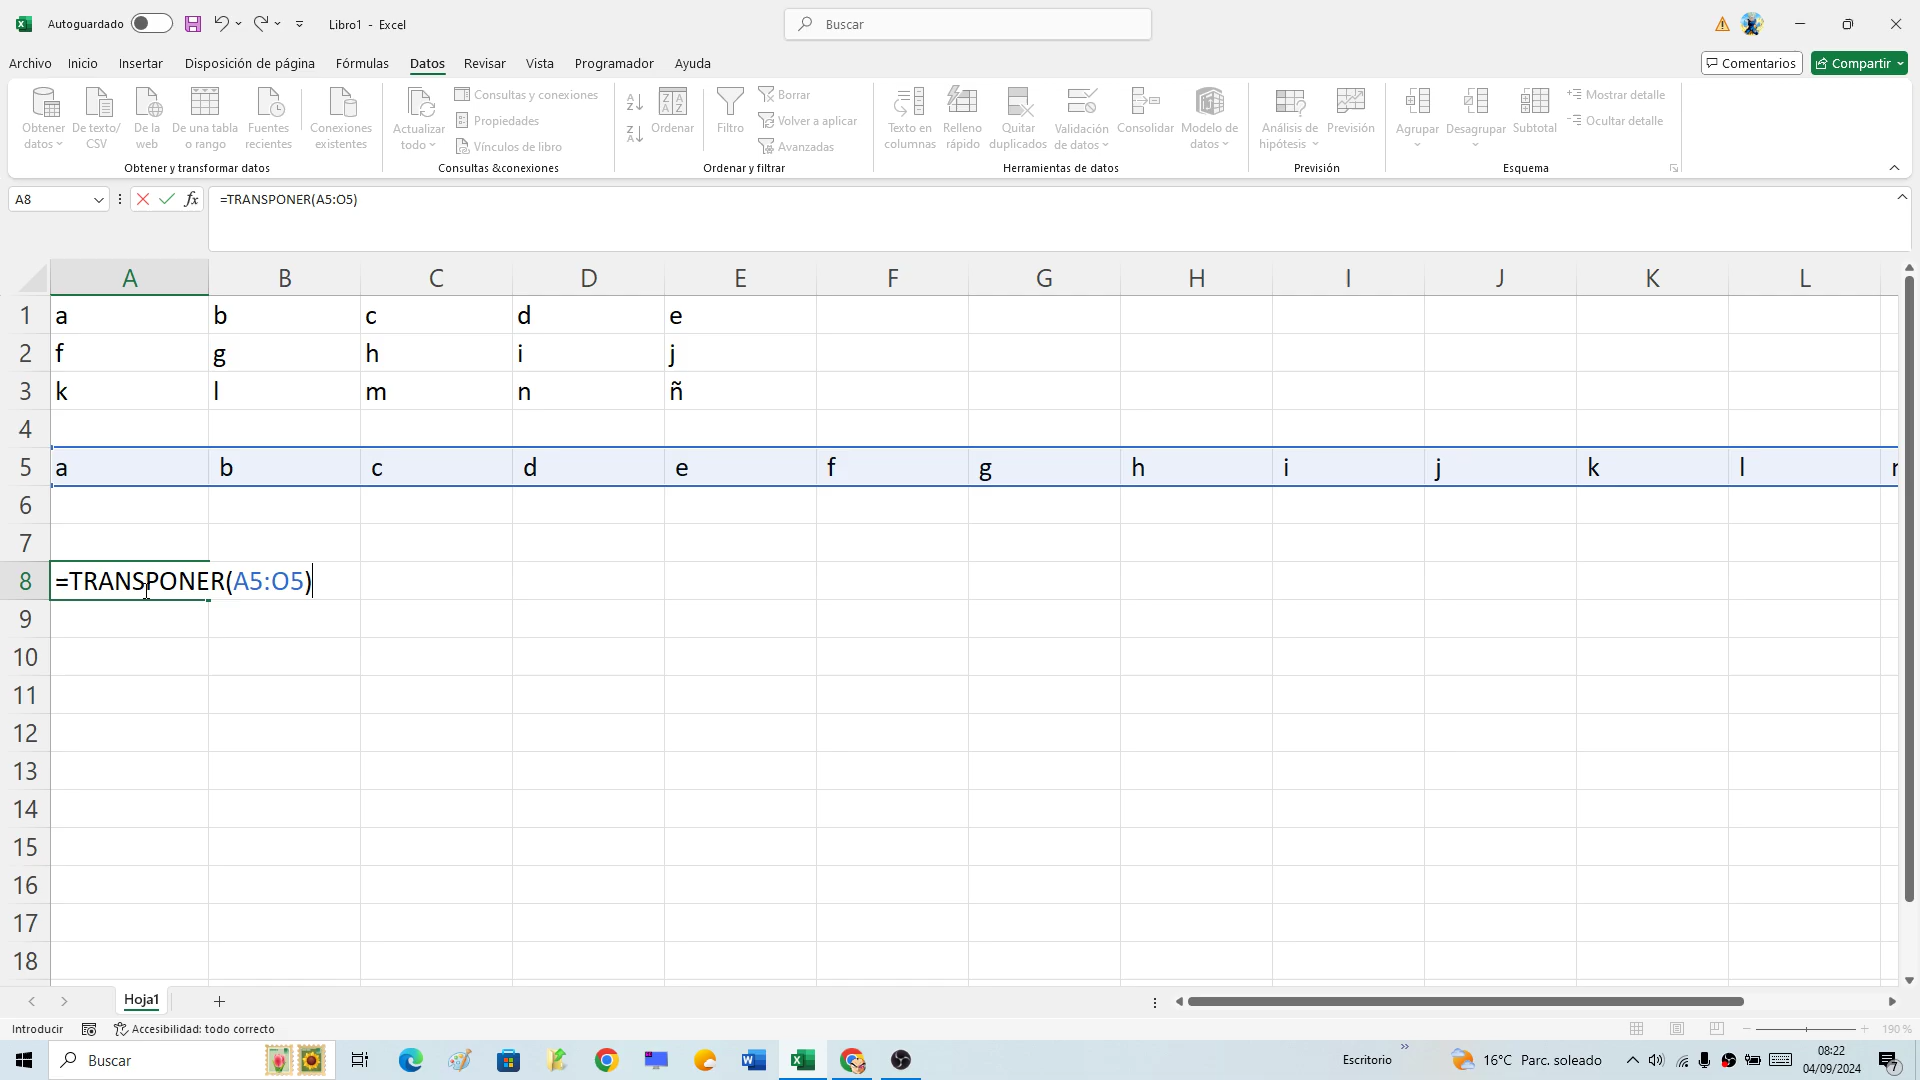 Autoguardado
Libro1 - Excel
Buscar
Archivo Inicio Insertar Disposición de página Fórmulas Datos Revisar Vista Programador Ayuda
Comentarios Compartir
Obtener datos
De texto/ CSV
De la web
De una tabla o rango
Fuentes recientes
Conexiones existentes
Obtener y transformar datos
Actualizar todo
Consultas y conexiones
Propiedades
Vínculos de libro
Consultas &conexiones
Ordenar
Filtro
Borrar
Volver a aplicar
Avanzadas
Ordenar y filtrar
Texto en columnas
Relleno rápido
Quitar duplicados
Validación de datos
Consolidar
Modelo de datos
Herramientas de datos
Análisis de hipótesis
Previsión
Previsión
Agrupar
Desagrupar
Subtotal
Mostrar detalle
Ocultar detalle
Esquema
A8 fx =TRANSPONER(A5:O5)
A B C D E F G H I J K L
1 a b c d e
2 f g h i j
3 k l m n ñ
4
5 a b c d e f g h i j k l
6
7
8 =TRANSPONER(A5:O5)
9
10
11
12
13
14
15
16
17
18
Hoja1
Introducir Accesibilidad: todo correcto 190 %
Buscar Escritorio 16°C Parc. soleado 08:22
04/09/2024
7